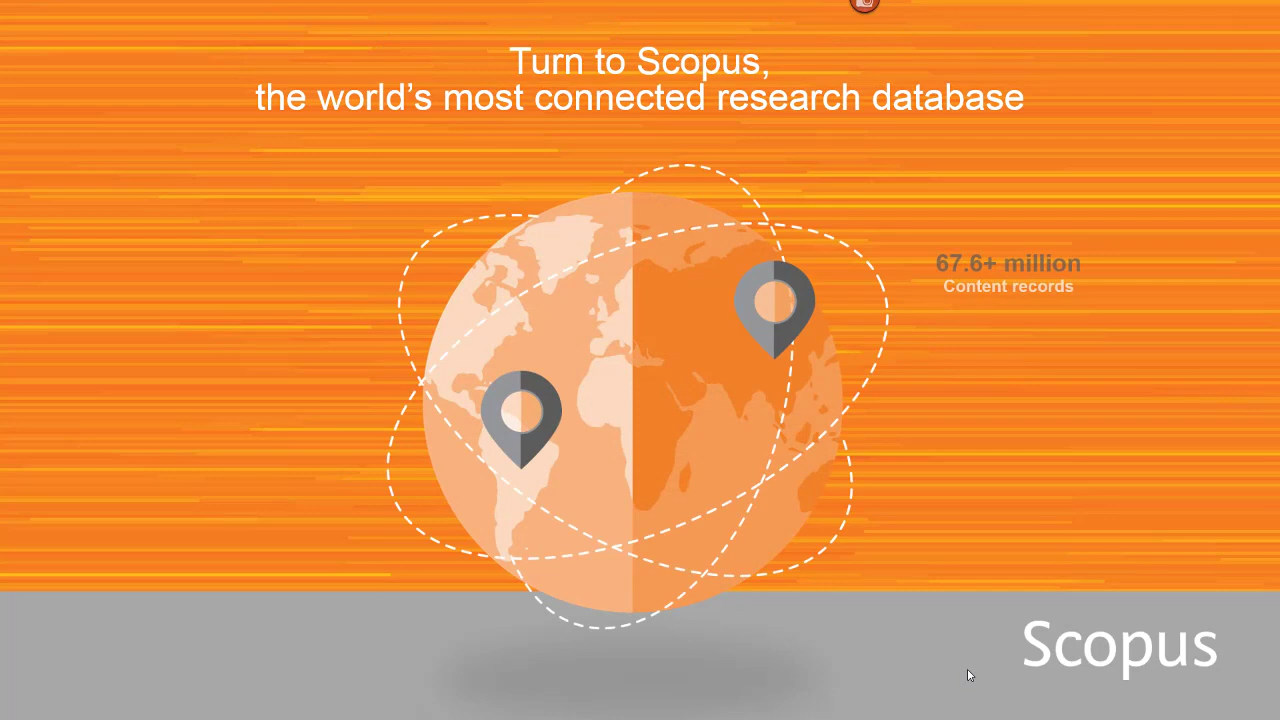 Turn to Scopus,
the world’s most connected research database
67.6+ million
Content records
Scopus